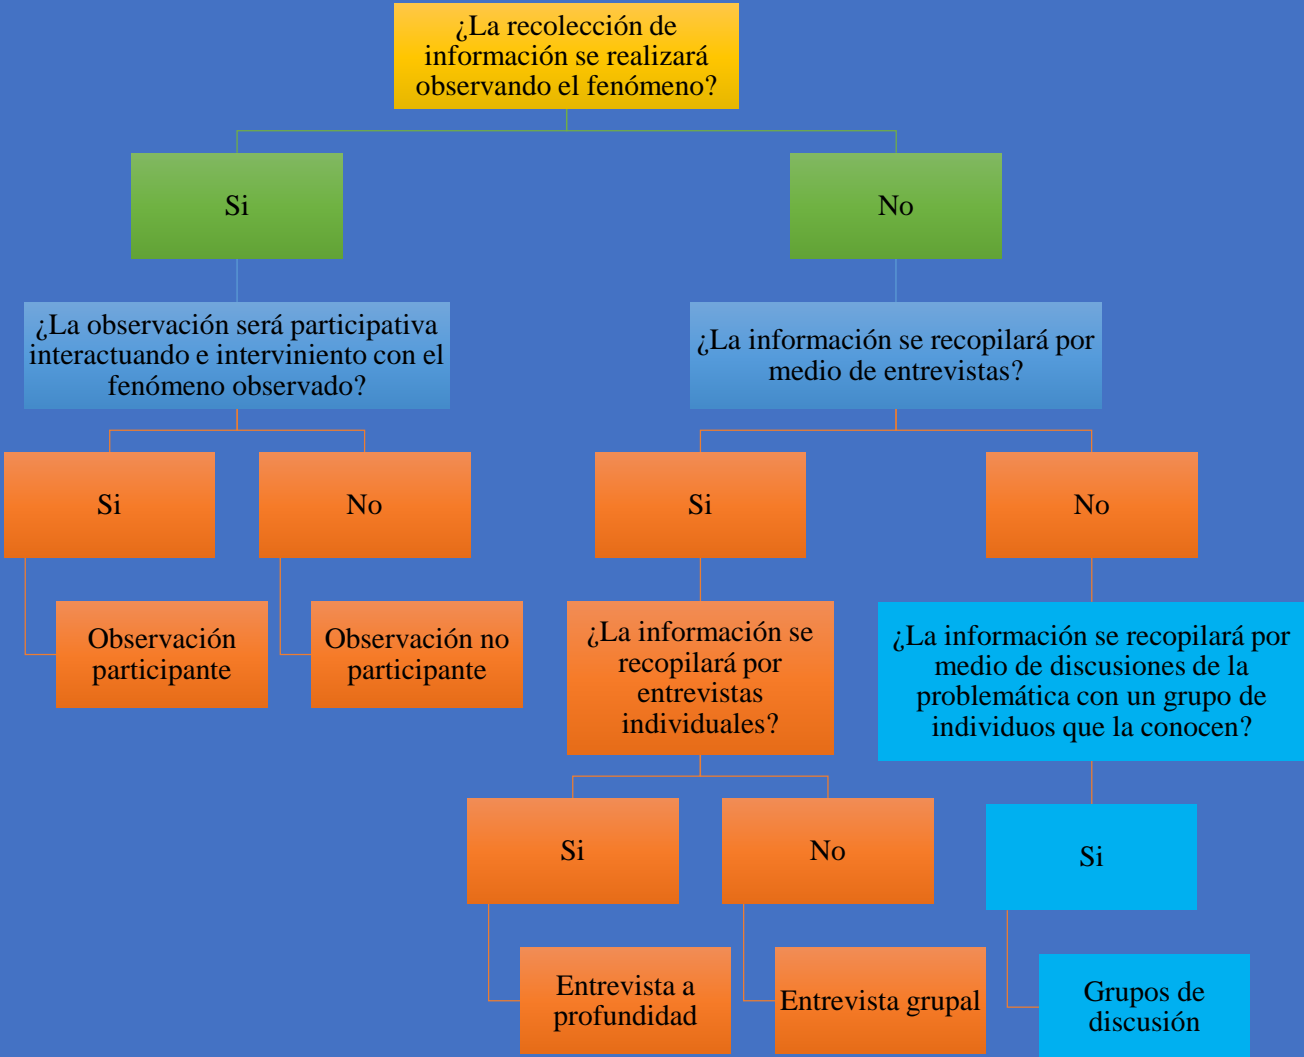 ¿La recolección de
información se realizará
observando el fenómeno?
Si
No
¿La observación será participativa
interactuando e interviniento con el
fenómeno observado?
¿La información se recopilará por
medio de entrevistas?
Si
No
Si
No
Observación
participante
Observación no
participante
¿La información se
recopilará por
entrevistas
individuales?
¿La información se recopilará por
medio de discusiones de la
problemática con un grupo de
individuos que la conocen?
Si
No
Si
Entrevista a
profundidad
Entrevista grupal
Grupos de
discusión